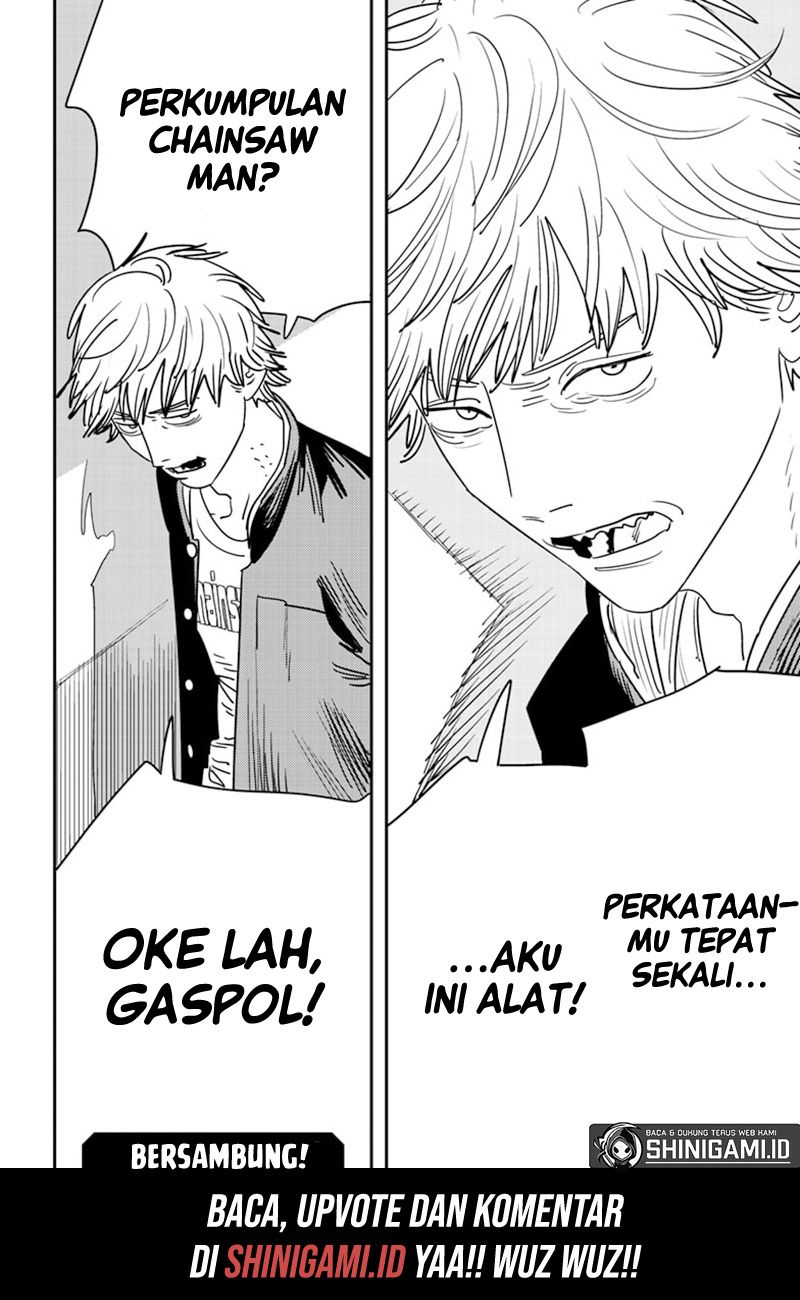 PERKATAAN-
MU TEPAT
SEKALI...
...AKU
INI ALAT!
PERKUMPULAN
CHAINSAW
MAN?
OKE LAH,
GASPOL!
BERSAMBUNG!
BACA & DUKUNG TERUS WEB KAMI
SHINIGAMI.ID
BACA, UPVOTE DAN KOMENTAR
DI SHINIGAMI.ID YAA!! WUZ WUZ!!